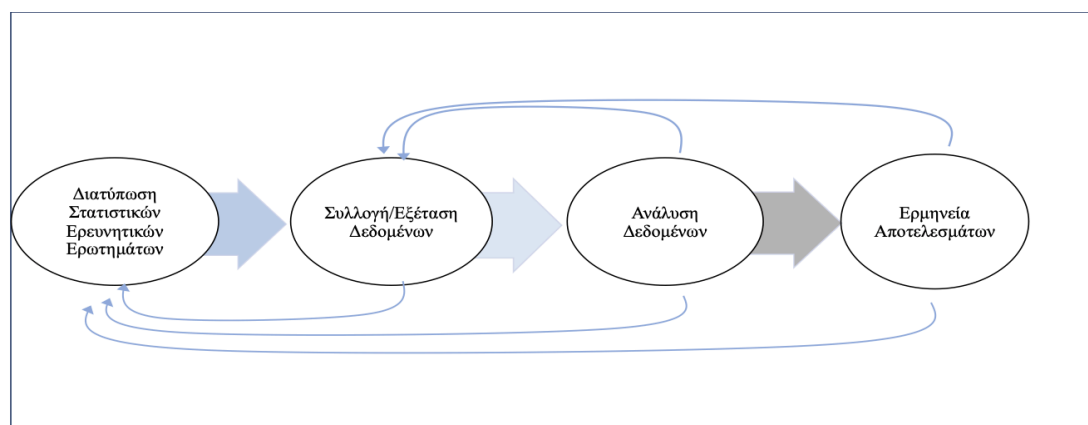 Διατύπωση
Στατιστικών
Ερευνητικών
Ερωτημάτων
Συλλογή/Εξέταση
Δεδομένων
Ανάλυση
Δεδομένων
Ερμηνεία
Αποτελεσμάτων